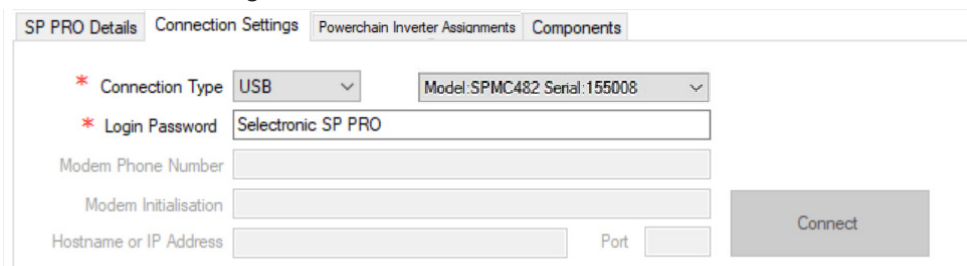 SP PRO Details Connection Settings Powerchain Inverter Assignments Components
* Connection Type USB Model:SPMC482 Serial:155008
* Login Password Selectronic SP PRO
Modem Phone Number
Modem Initialisation
Connect
Hostname or IP Address Port